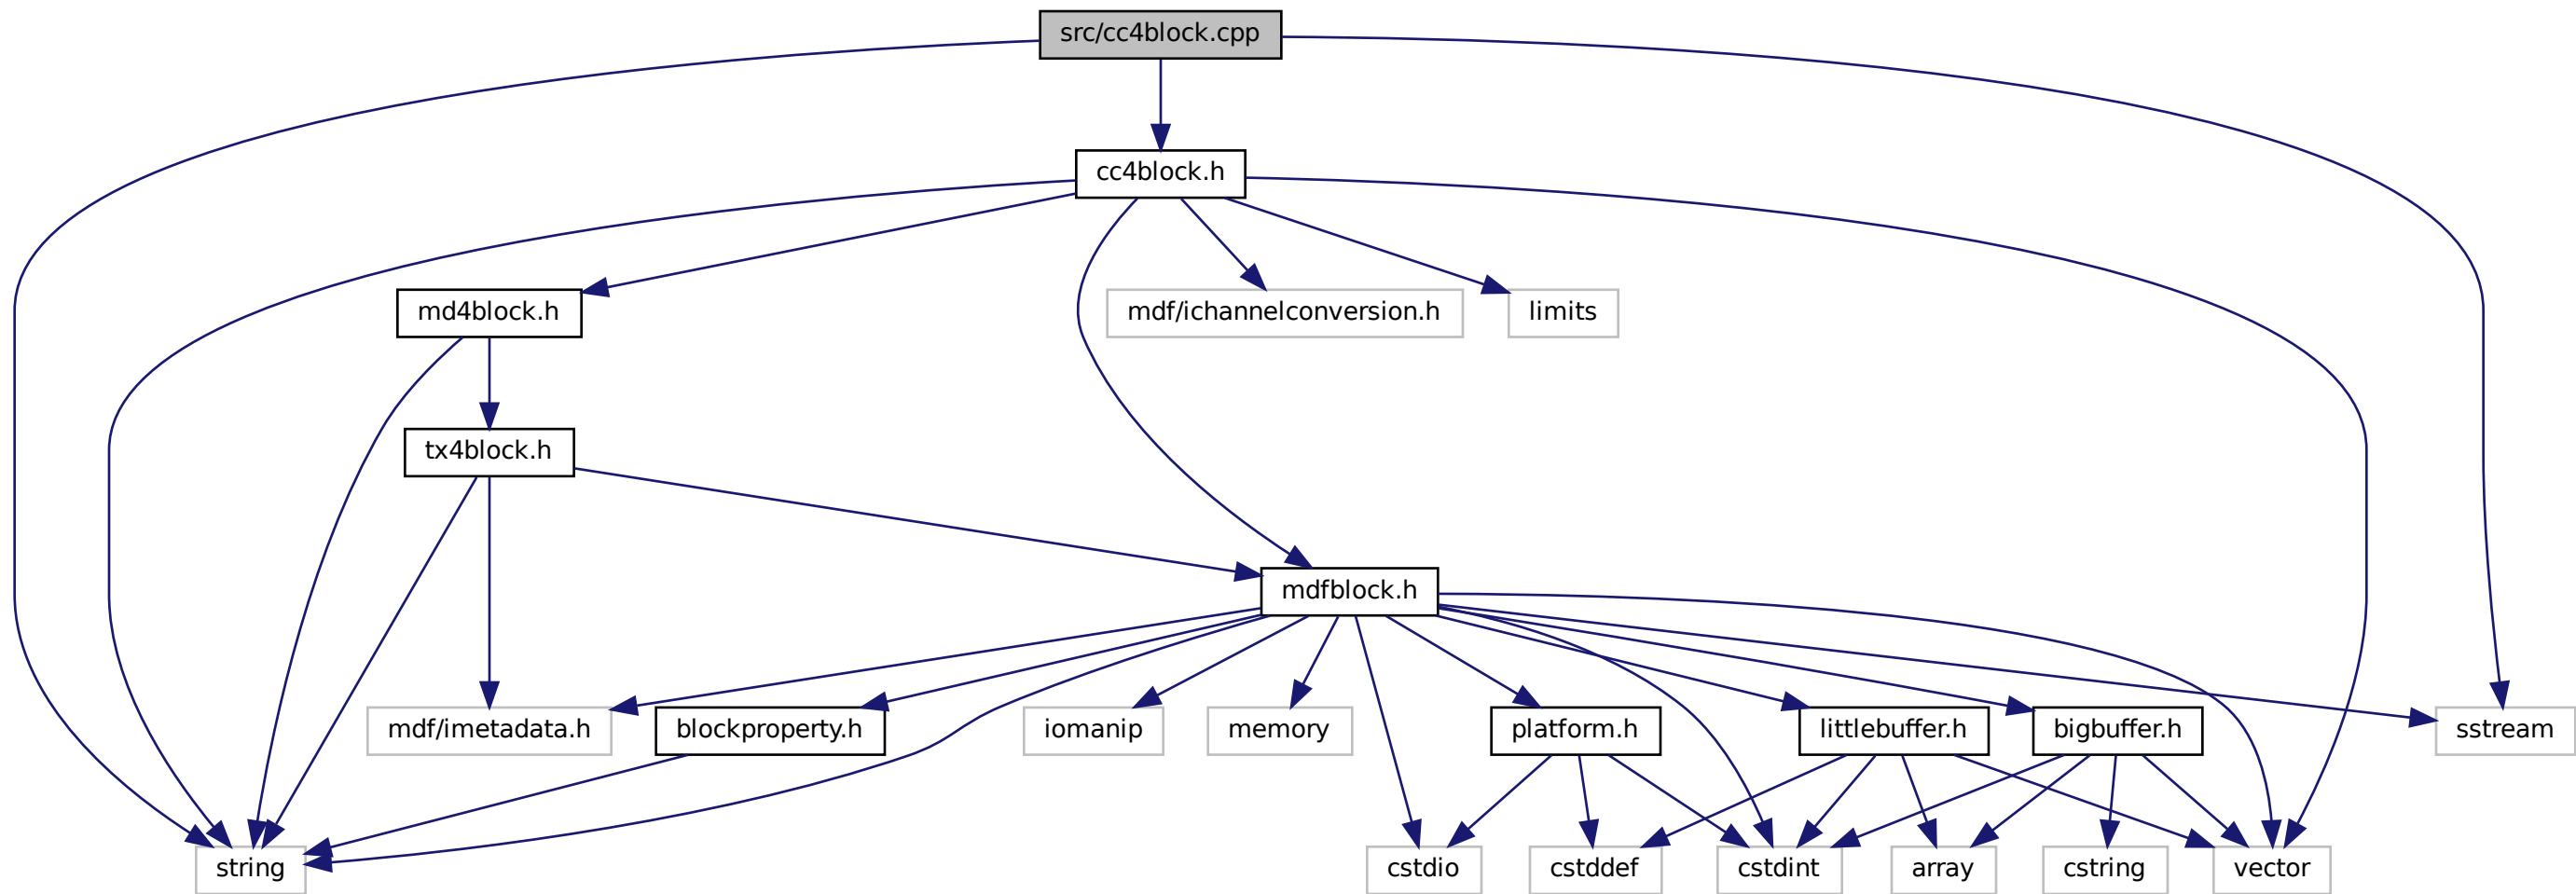 src/cc4block.cpp
cc4block.h
md4block.h
mdf/ichannelconversion.h
limits
tx4block.h
mdfblock.h
mdf/imetadata.h
blockproperty.h
iomanip
memory
platform.h
littlebuffer.h
bigbuffer.h
sstream
string
cstdio
cstddef
cstdint
array
cstring
vector